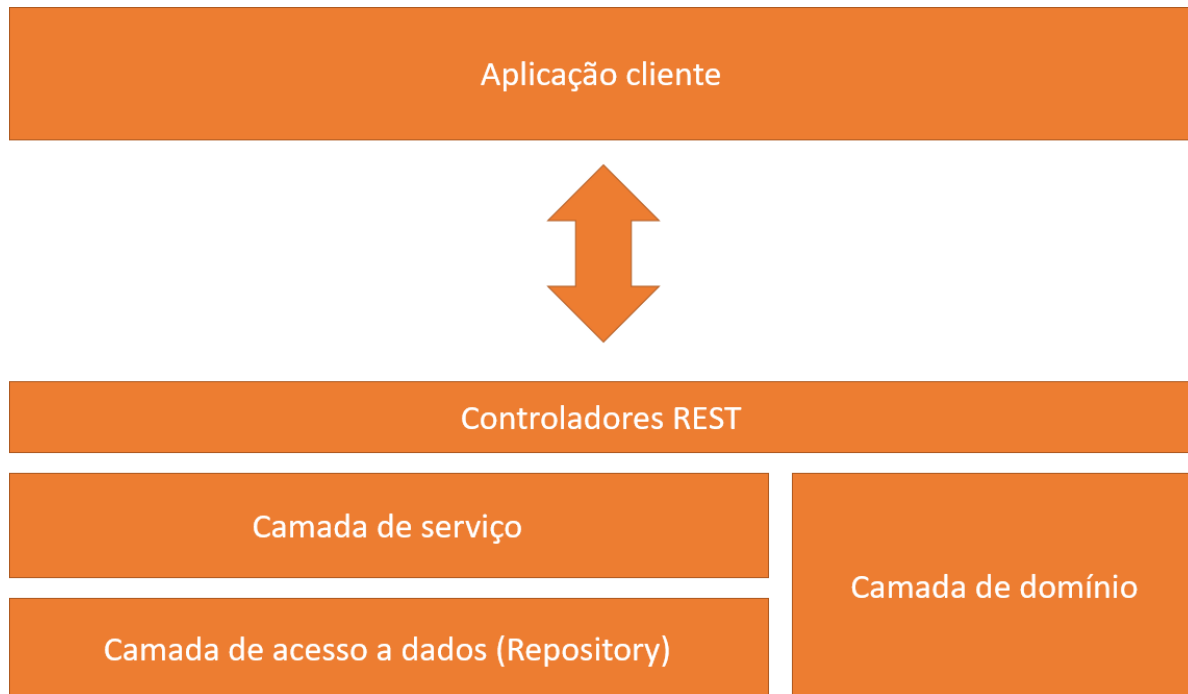 Aplicação cliente
Controladores REST
Camada de serviço
Camada de domínio
Camada de acesso a dados (Repository)